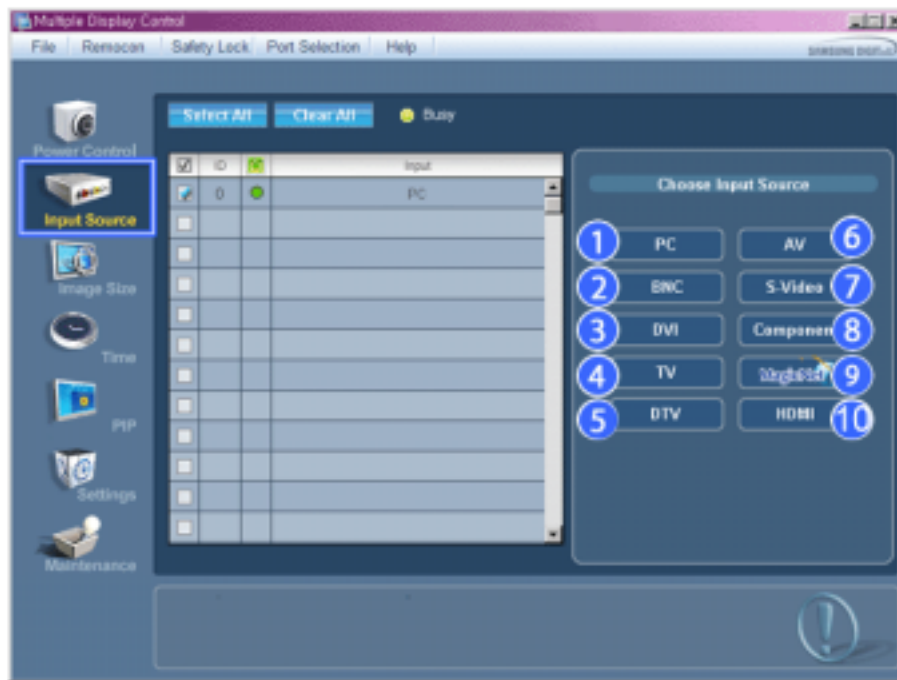 Multiple Display Control
File Remocon Safety Lock Port Selection Help
Select All Clear All Busy
Power Control
Input Source
Image Size
Time
PIP
Settings
Maintenance
ID Input
0 PC
Choose Input Source
1 PC AV 6
2 BNC S-Video 7
3 DVI Component 8
4 TV MagicNet 9
5 DTV HDMI 10